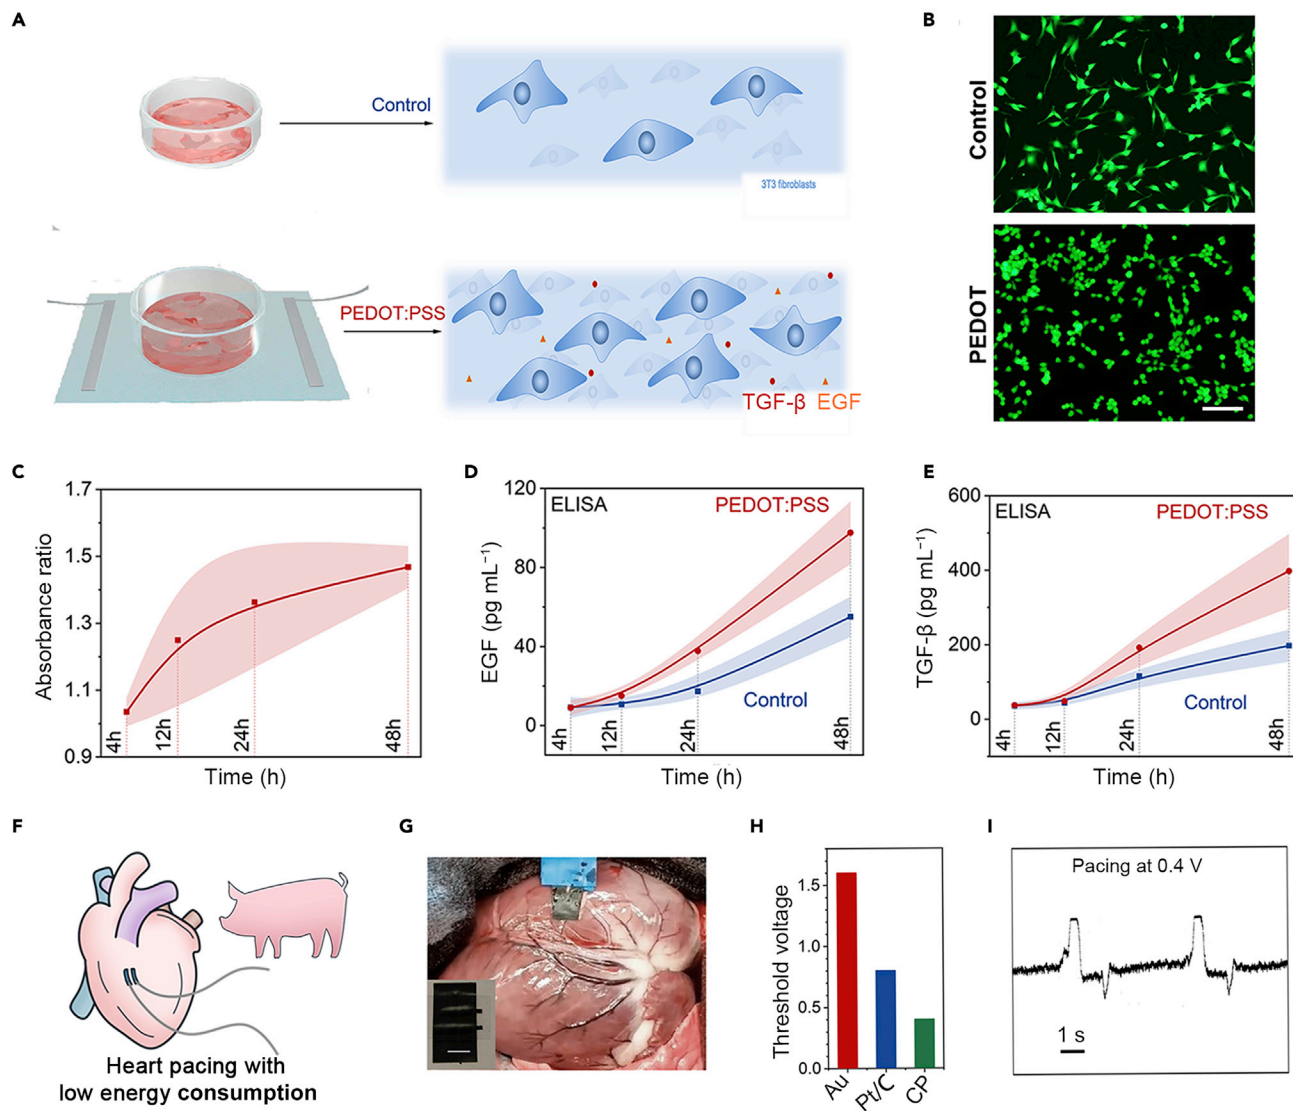 A
Control
3T3 fibroblasts
PEDOT:PSS
TGF-β EGF
B
Control
PEDOT
C
1.7
1.5
1.3
1.1
0.9
Absorbance ratio
4h
12h
24h
48h
Time (h)
D
ELISA
PEDOT:PSS
Control
120
80
40
0
EGF (pg mL⁻¹)
4h
12h
24h
48h
Time (h)
E
ELISA
PEDOT:PSS
Control
600
400
200
0
TGF-β (pg mL⁻¹)
4h
12h
24h
48h
Time (h)
F
Heart pacing with
low energy consumption
G
H
Threshold voltage
1.5
1.0
0.5
0.0
Au
Pt/C
CP
I
Pacing at 0.4 V
1 s